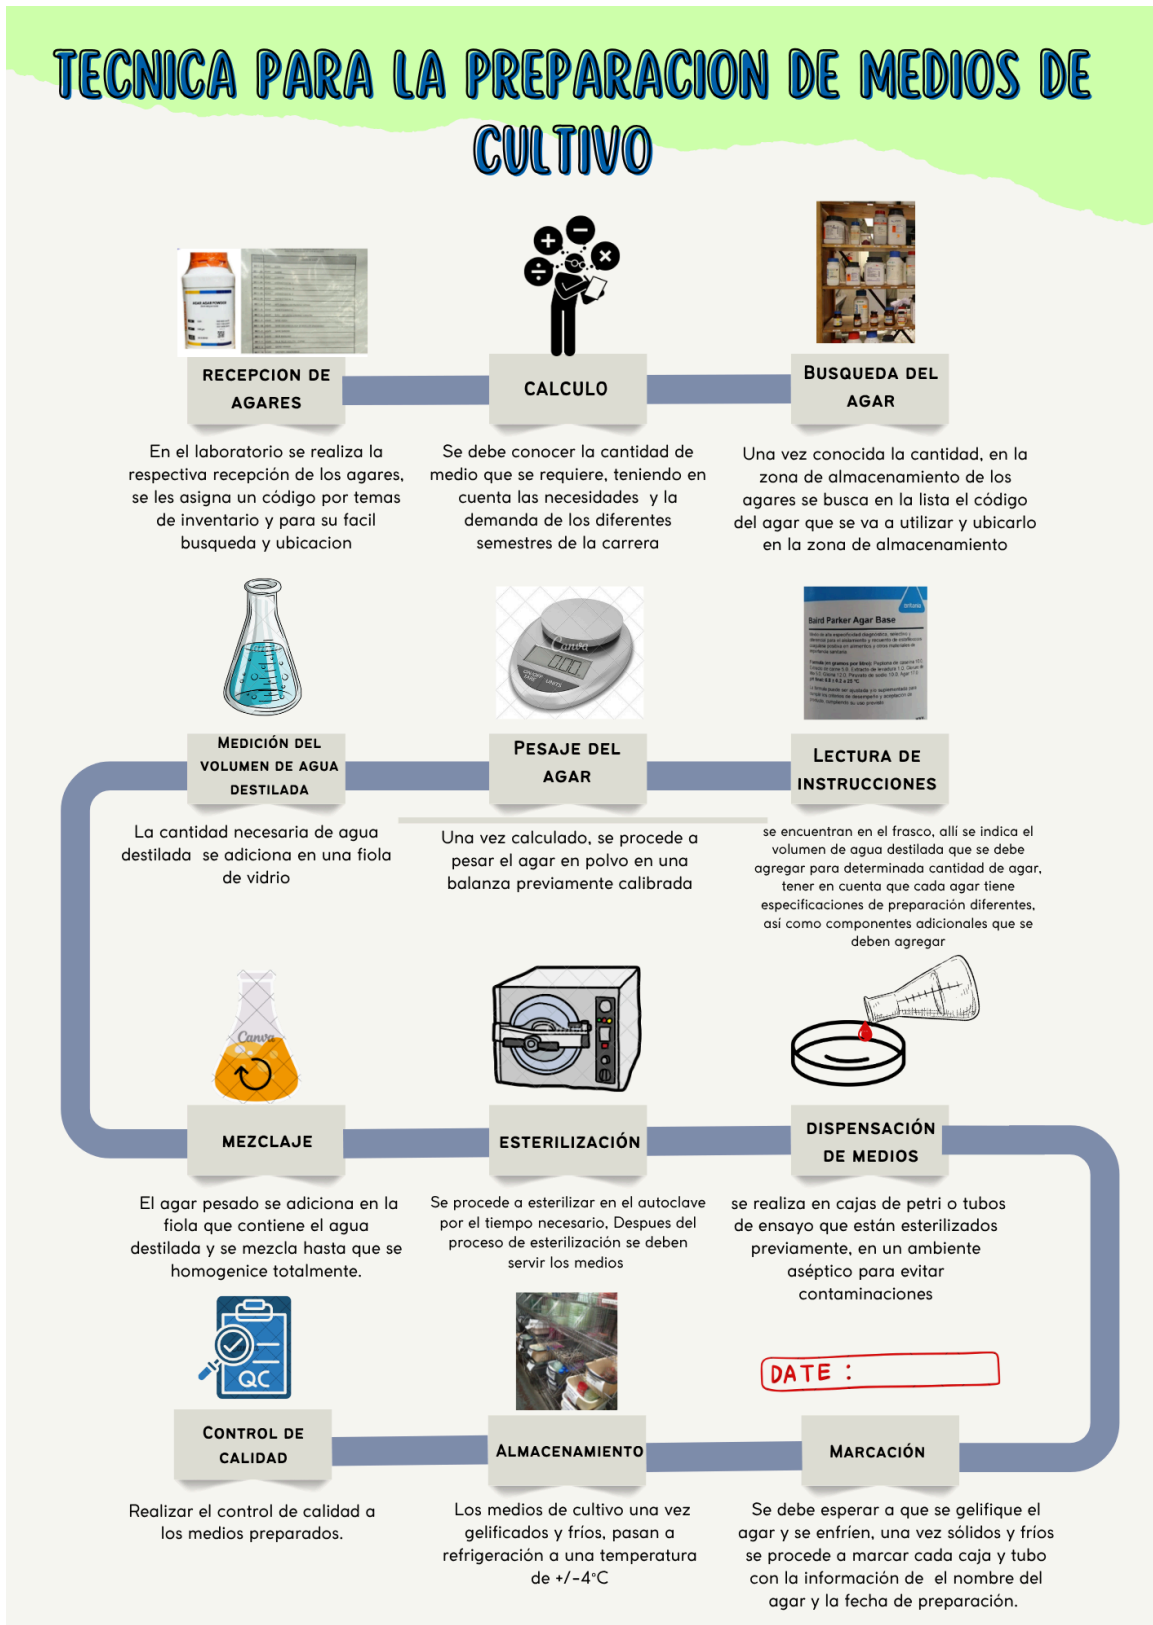 TECNICA PARA LA PREPARACION DE MEDIOS DE
CULTIVO
RECEPCION DE
AGARES
En el laboratorio se realiza la
respectiva recepción de los agares,
se les asigna un código por temas
de inventario y para su facil
busqueda y ubicacion
CALCULO
Se debe conocer la cantidad de
medio que se requiere, teniendo en
cuenta las necesidades y la
demanda de los diferentes
semestres de la carrera
BUSQUEDA DEL
AGAR
Una vez conocida la cantidad, en la
zona de almacenamiento de los
agares se busca en la lista el código
del agar que se va a utilizar y ubicarlo
en la zona de almacenamiento
Baird Parker Agar Base
LECTURA DE
INSTRUCCIONES
se encuentran en el frasco, allí se indica el
volumen de agua destilada que se debe
agregar para determinada cantidad de agar,
tener en cuenta que cada agar tiene
especificaciones de preparación diferentes,
así como componentes adicionales que se
deben agregar
Canva
000
ON/OFF
TARE
UNITS
PESAJE DEL
AGAR
Una vez calculado, se procede a
pesar el agar en polvo en una
balanza previamente calibrada
MEDICIÓN DEL
VOLUMEN DE AGUA
DESTILADA
La cantidad necesaria de agua
destilada se adiciona en una fiola
de vidrio
Canva
MEZCLAJE
El agar pesado se adiciona en la
fiola que contiene el agua
destilada y se mezcla hasta que se
homogenice totalmente.
ESTERILIZACIÓN
Se procede a esterilizar en el autoclave
por el tiempo necesario, Despues del
proceso de esterilización se deben
servir los medios
DISPENSACIÓN
DE MEDIOS
se realiza en cajas de petri o tubos
de ensayo que están esterilizados
previamente, en un ambiente
aséptico para evitar
contaminaciones
DATE :
MARCACIÓN
Se debe esperar a que se gelifique el
agar y se enfríen, una vez sólidos y fríos
se procede a marcar cada caja y tubo
con la información de el nombre del
agar y la fecha de preparación.
ALMACENAMIENTO
Los medios de cultivo una vez
gelificados y fríos, pasan a
refrigeración a una temperatura
de +/-4°C
QC
CONTROL DE
CALIDAD
Realizar el control de calidad a
los medios preparados.